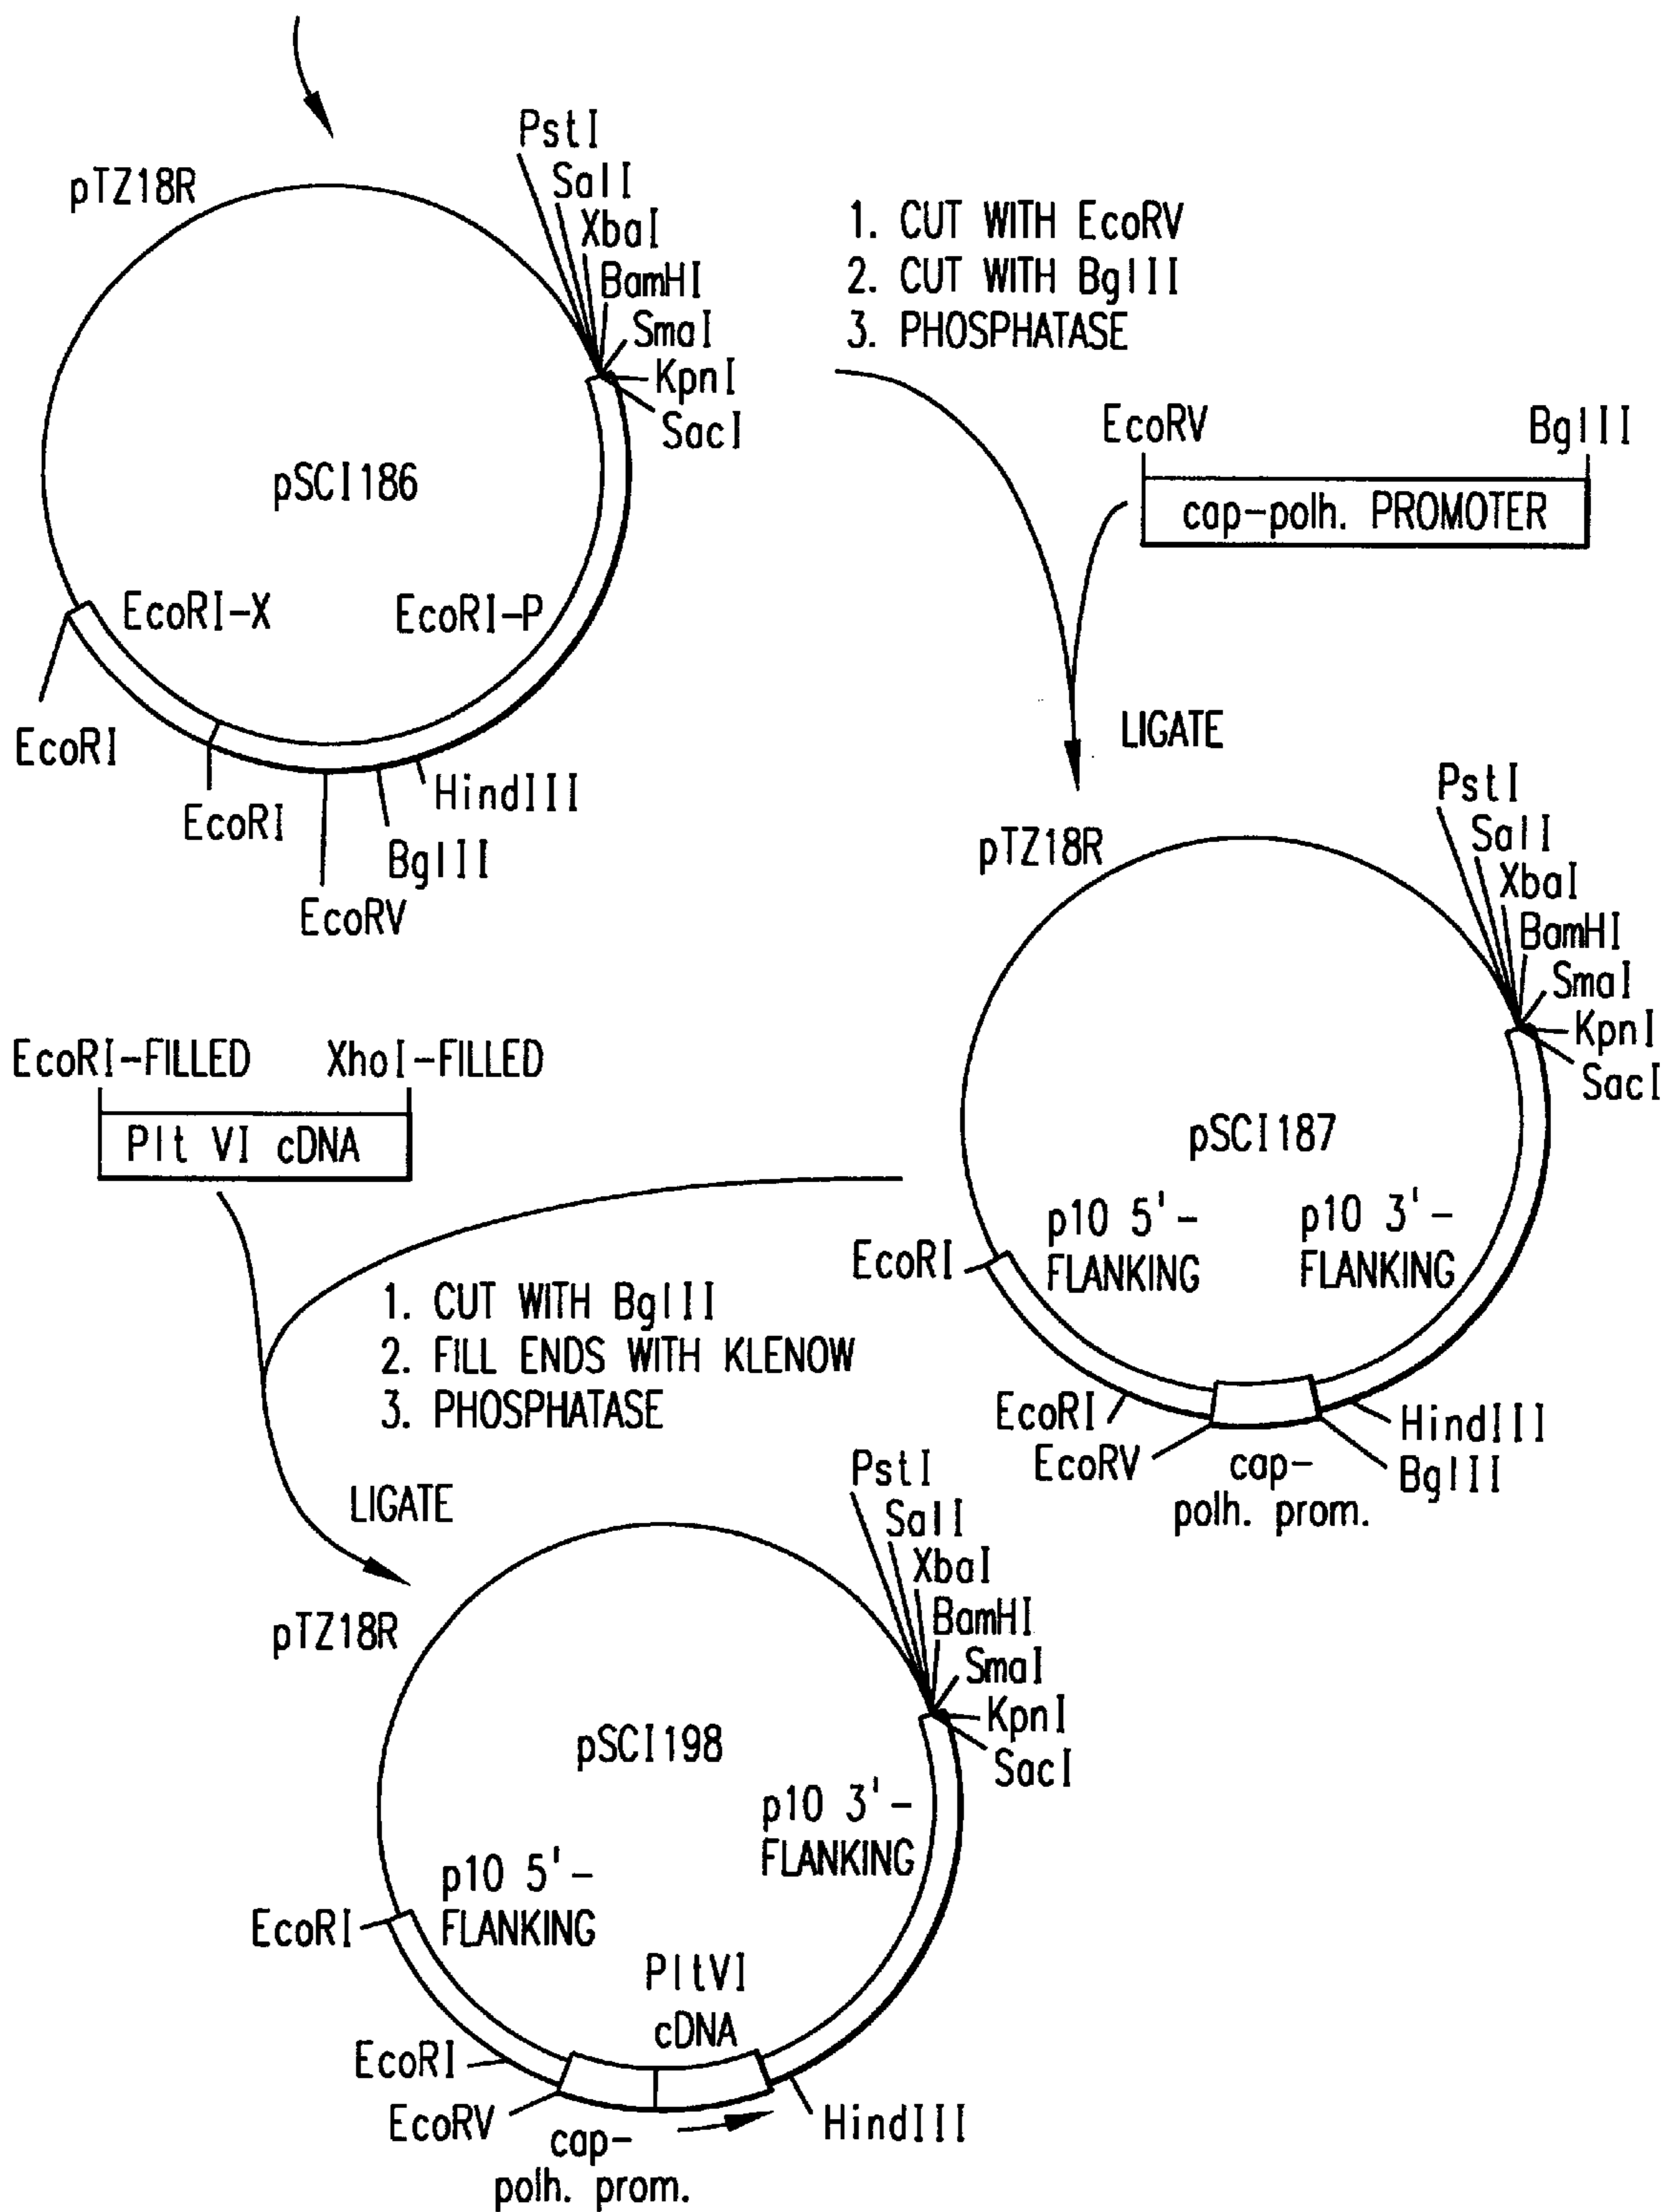 pTZ18R
PstI
SalI
XbaI
BamHI
SmaI
KpnI
SacI
pSCI186
EcoRI-X
EcoRI-P
EcoRI
EcoRI
EcoRV
BglII
HindIII
1. CUT WITH EcoRV
2. CUT WITH BglII
3. PHOSPHATASE
EcoRV
BglII
cap-polh. PROMOTER
LIGATE
pTZ18R
PstI
SalI
XbaI
BamHI
SmaI
KpnI
SacI
pSCI187
p10 5'-
FLANKING
p10 3'-
FLANKING
EcoRI
EcoRI
EcoRV
cap-
polh. prom.
HindIII
BglII
EcoRI-FILLED
XhoI-FILLED
Plt VI cDNA
1. CUT WITH BglII
2. FILL ENDS WITH KLENOW
3. PHOSPHATASE
LIGATE
pTZ18R
PstI
SalI
XbaI
BamHI
SmaI
KpnI
SacI
pSCI198
p10 3'-
FLANKING
p10 5'-
FLANKING
EcoRI
PltVI
cDNA
EcoRI
EcoRV
cap-
polh. prom.
HindIII